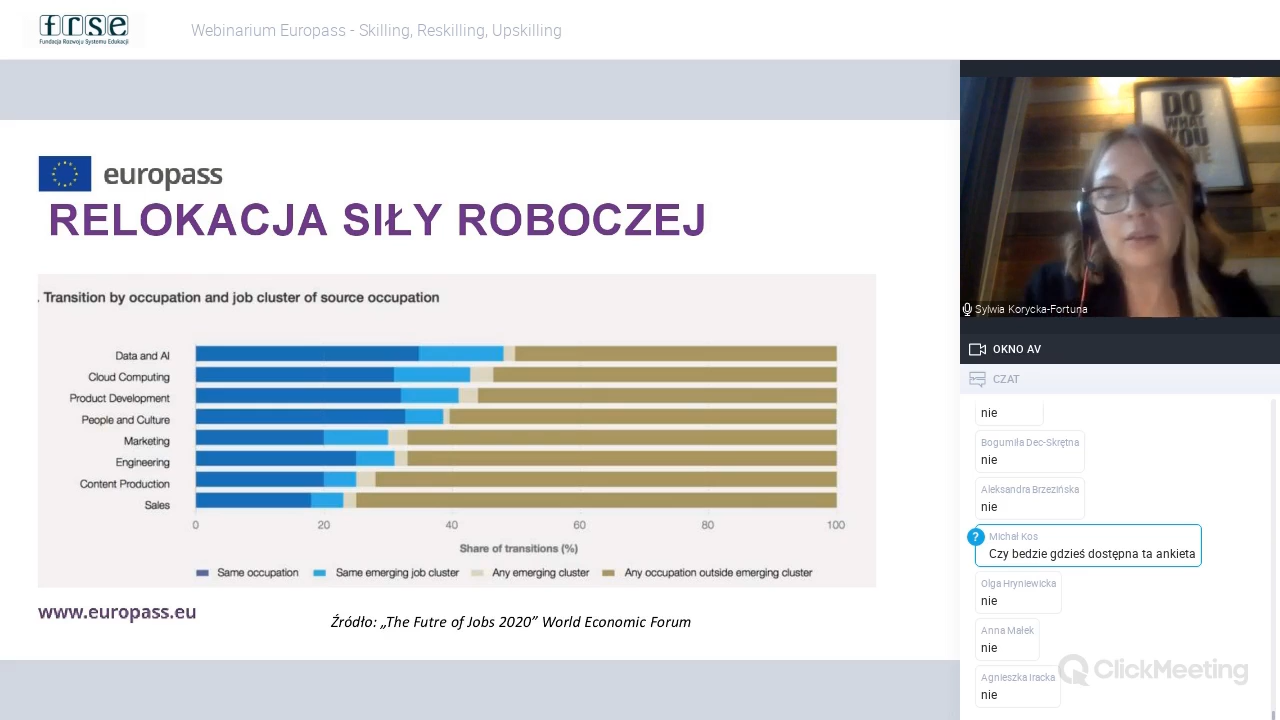 frse
Fundacja Rozwoju Systemu Edukacji
Webinarium Europass - Skilling, Reskilling, Upskilling
europass
RELOKACJA SIŁY ROBOCZEJ
. Transition by occupation and job cluster of source occupation
Data and AI
Cloud Computing
Product Development
People and Culture
Marketing
Engineering
Content Production
Sales
0 20 40 60 80 100
Share of transitions (%)
Same occupation Same emerging job cluster Any emerging cluster Any occupation outside emerging cluster
www.europass.eu
Źródło: „The Futre of Jobs 2020” World Economic Forum
DO
WHAT
YOU
Sylwia Korycka-Fortuna
OKNO AV
CZAT
nie
Bogumiła Dec-Skrętna
nie
Aleksandra Brzezińska
nie
?
Michał Kos
Czy bedzie gdzieś dostępna ta ankieta
Olga Hryniewicka
nie
Anna Małek
nie
Agnieszka Iracka
nie
ClickMeeting